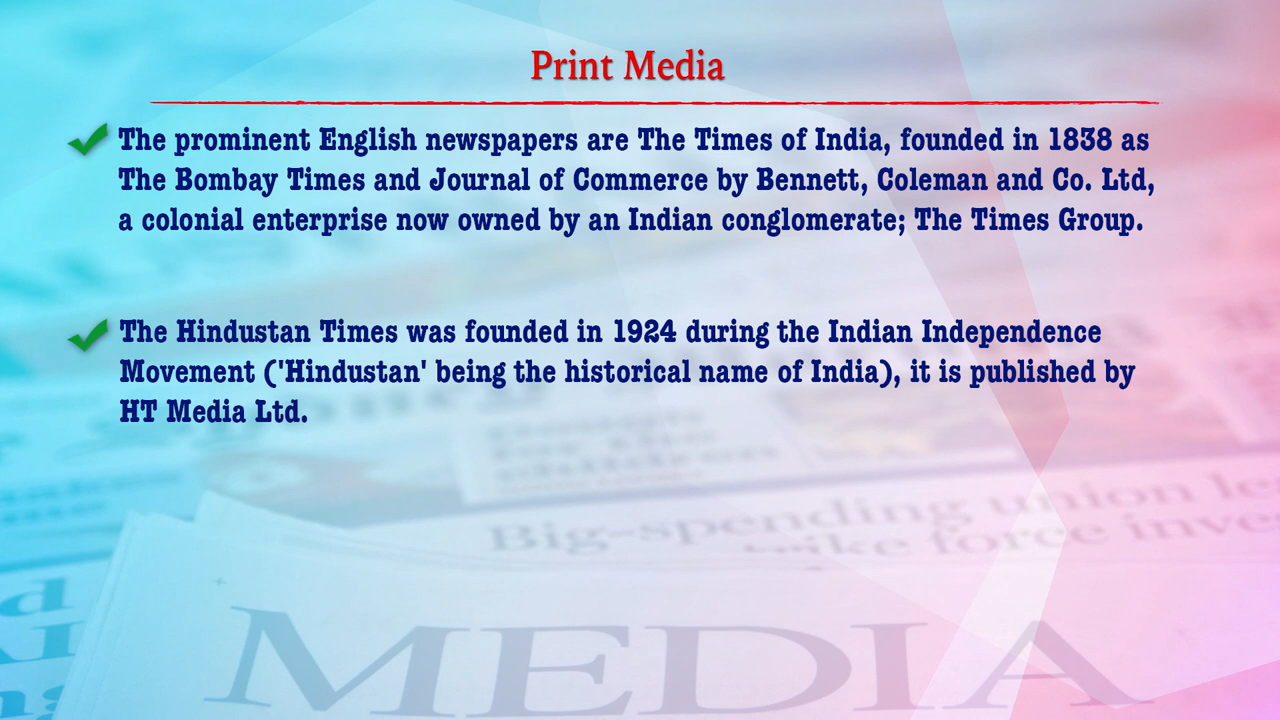 Print Media
The prominent English newspapers are The Times of India, founded in 1838 as
The Bombay Times and Journal of Commerce by Bennett, Coleman and Co. Ltd,
a colonial enterprise now owned by an Indian conglomerate; The Times Group.
The Hindustan Times was founded in 1924 during the Indian Independence
Movement ('Hindustan' being the historical name of India), it is published by
HT Media Ltd.
Big-spending union
force
MEDIA